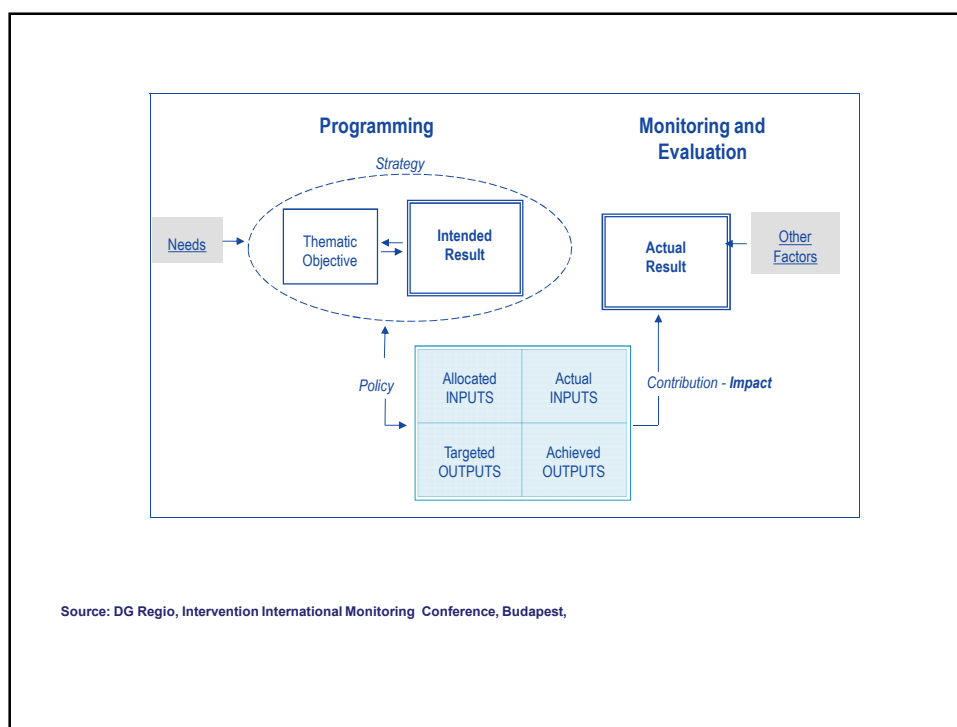 Programming
Monitoring and
Evaluation
Strategy
Needs
Thematic
Objective
Intended
Result
Actual
Result
Other
Factors
Policy
Allocated
INPUTS
Actual
INPUTS
Contribution - Impact
Targeted
OUTPUTS
Achieved
OUTPUTS
Source: DG Regio, Intervention International Monitoring Conference, Budapest,